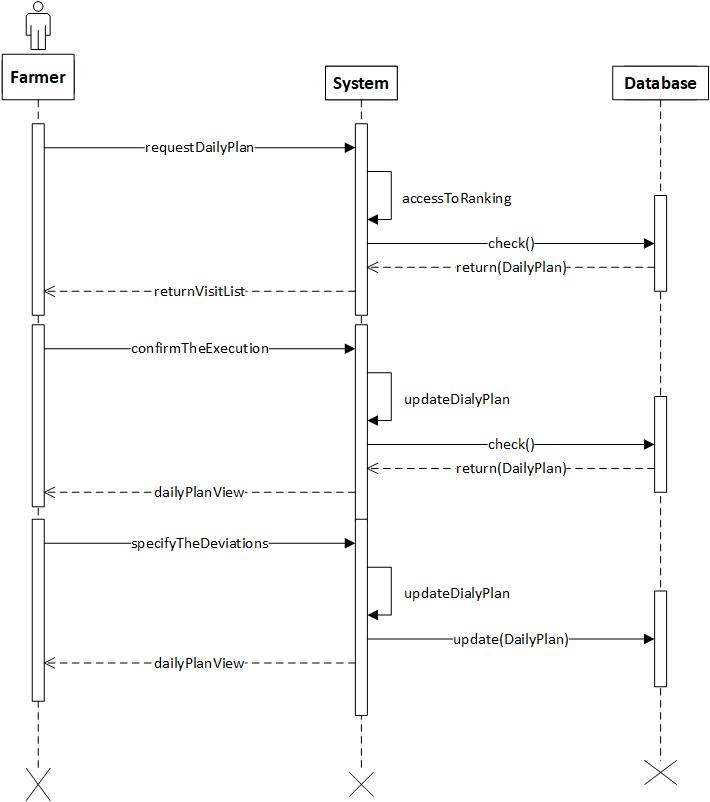 Farmer
System
Database
requestDailyPlan
accessToRanking
check()
return(DailyPlan)
returnVisitList
confirmTheExecution
updateDialyPlan
check()
return(DailyPlan)
dailyPlanView
specifyTheDeviations
updateDialyPlan
update(DailyPlan)
dailyPlanView